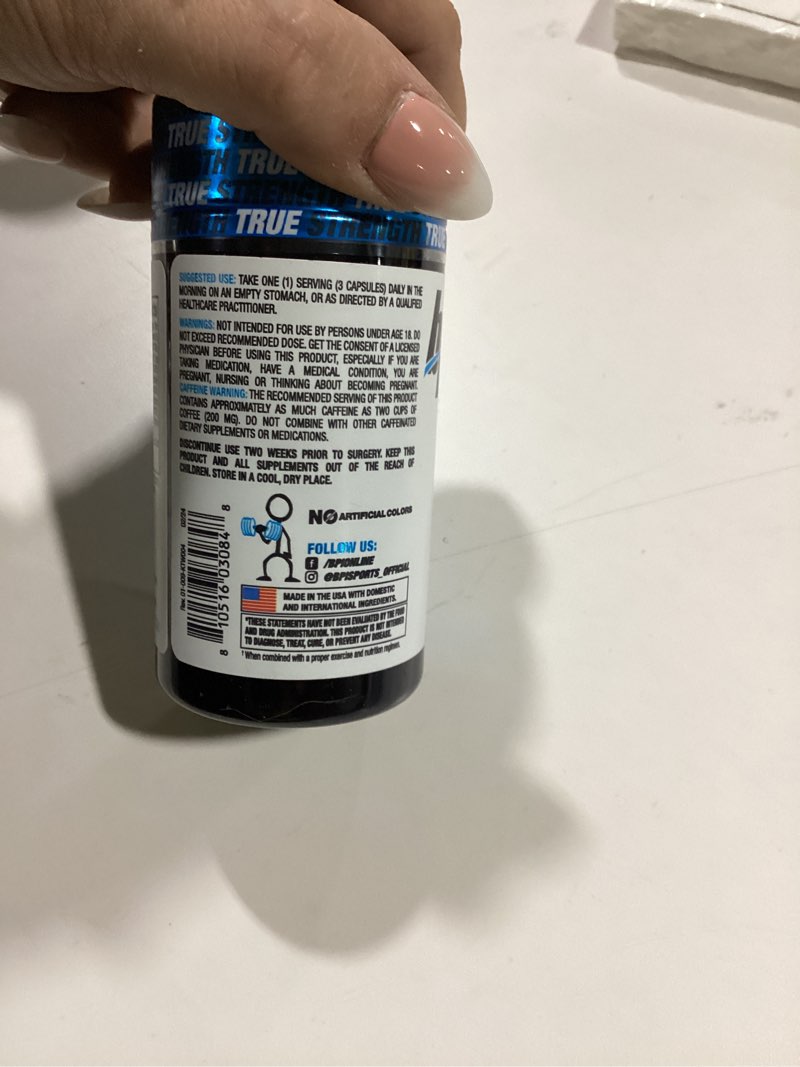 TRUE
TRUE
TRUE STRENGTH
TRUE STRENGTH TRUE
SUGGESTED USE: TAKE ONE (1) SERVING (3 CAPSULES) DAILY IN THE
MORNING ON AN EMPTY STOMACH, OR AS DIRECTED BY A QUALIFIED
HEALTHCARE PRACTITIONER.
WARNINGS: NOT INTENDED FOR USE BY PERSONS UNDER AGE 18. DO
NOT EXCEED RECOMMENDED DOSE. GET THE CONSENT OF A LICENSED
PHYSICIAN BEFORE USING THIS PRODUCT, ESPECIALLY IF YOU ARE
TAKING MEDICATION, HAVE A MEDICAL CONDITION, YOU ARE
PREGNANT, NURSING OR THINKING ABOUT BECOMING PREGNANT.
CAFFEINE WARNING: THE RECOMMENDED SERVING OF THIS PRODUCT
CONTAINS APPROXIMATELY AS MUCH CAFFEINE AS TWO CUPS OF
COFFEE (200 MG). DO NOT COMBINE WITH OTHER CAFFEINATED
DIETARY SUPPLEMENTS OR MEDICATIONS.
DISCONTINUE USE TWO WEEKS PRIOR TO SURGERY. KEEP THIS
PRODUCT AND ALL SUPPLEMENTS OUT OF THE REACH OF
CHILDREN. STORE IN A COOL, DRY PLACE.
02/24
8 10516 03084 8
NO ARTIFICIAL COLORS
FOLLOW US:
/BPIONLINE
@BPISPORTS_OFFICIAL
MADE IN THE USA WITH DOMESTIC
AND INTERNATIONAL INGREDIENTS.
*THESE STATEMENTS HAVE NOT BEEN EVALUATED BY THE FOOD
AND DRUG ADMINISTRATION. THIS PRODUCT IS NOT INTENDED
TO DIAGNOSE, TREAT, CURE, OR PREVENT ANY DISEASE.
† When combined with a proper exercise and nutrition regimen.